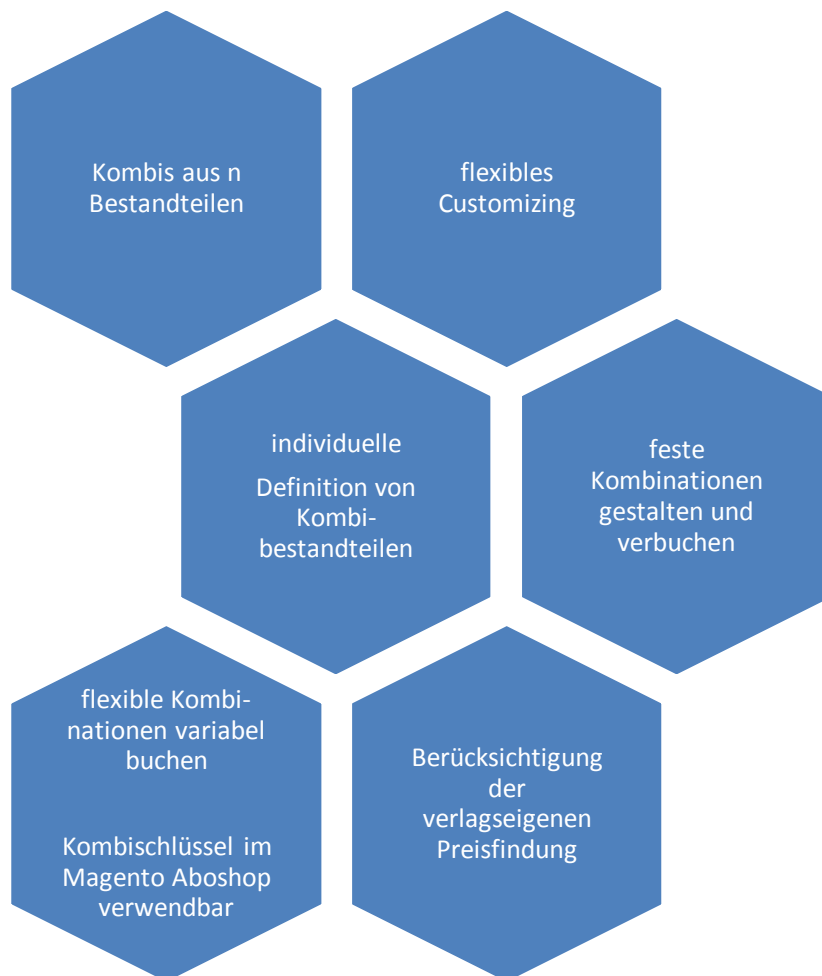 Kombis aus n
Bestandteilen
flexibles
Customizing
individuelle
Definition von
Kombi-
bestandteilen
feste
Kombinationen
gestalten und
verbuchen
flexible Kombi-
nationen variabel
buchen
Kombischlüssel im
Magento Aboshop
verwendbar
Berücksichtigung
der
verlagseigenen
Preisfindung